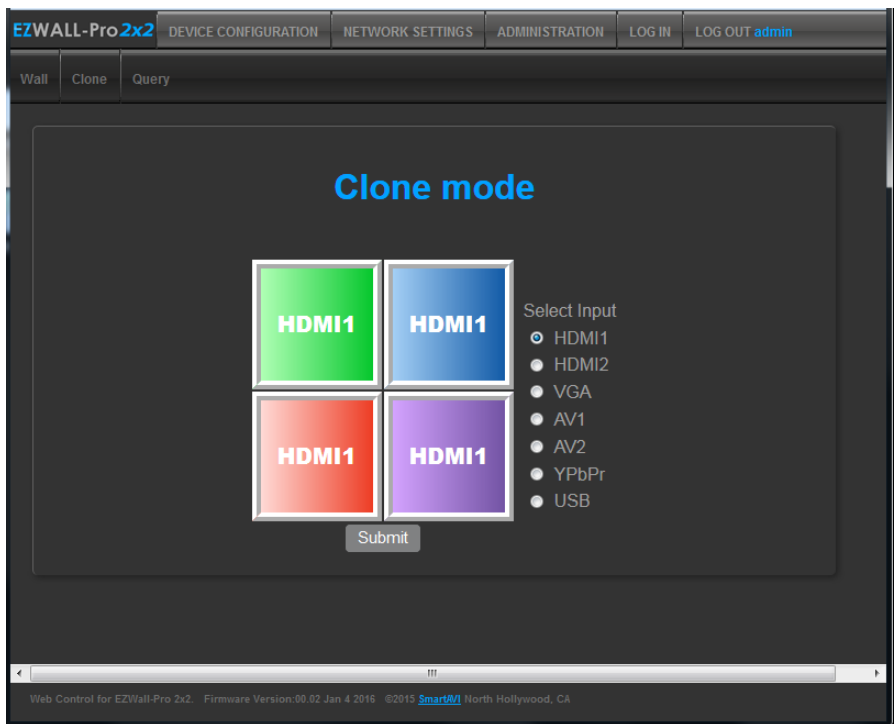 EZWALL-Pro 2x2 DEVICE CONFIGURATION NETWORK SETTINGS ADMINISTRATION LOG IN LOG OUT admin
Wall Clone Query
Clone mode
HDMI1 HDMI1
HDMI1 HDMI1
Select Input
HDMI1
HDMI2
VGA
AV1
AV2
YPbPr
USB
Submit
Web Control for EZWall-Pro 2x2. Firmware Version:00.02 Jan 4 2016 ©2015 SmartAVI North Hollywood, CA